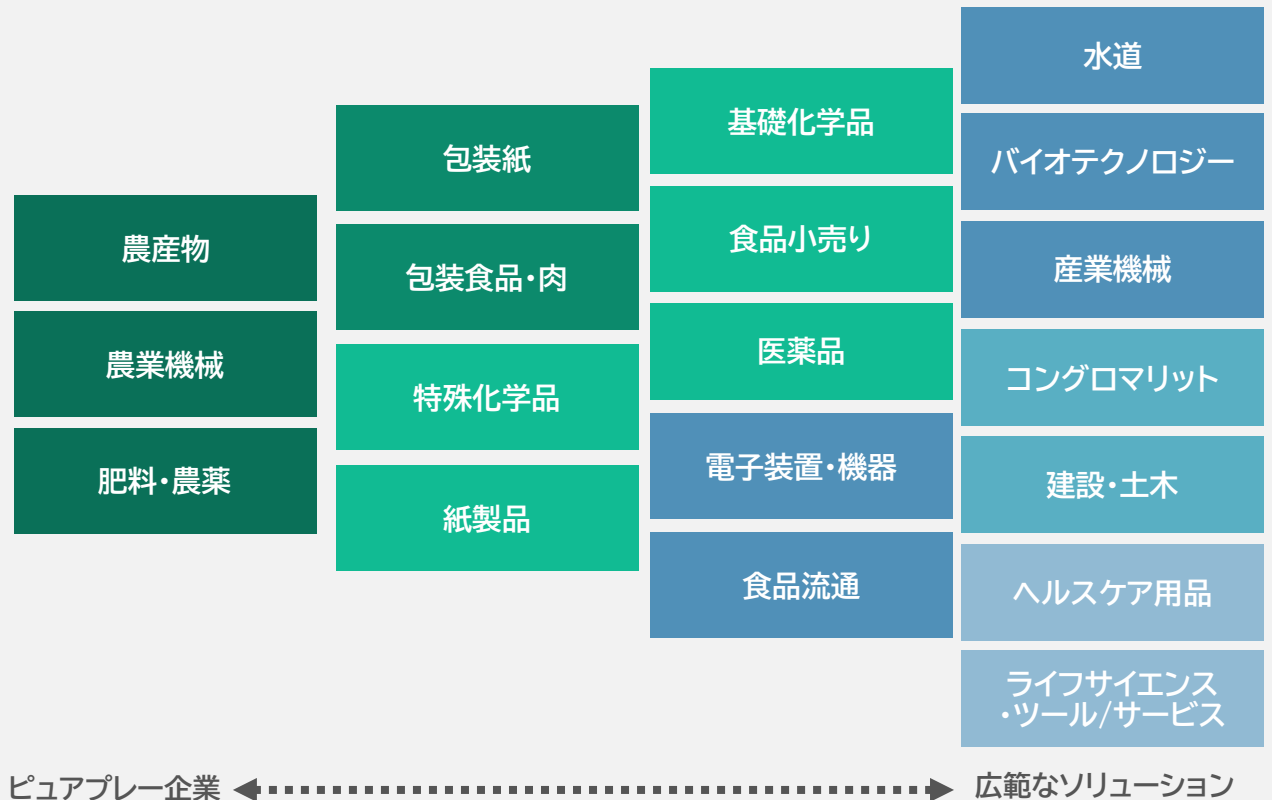 農産物
農業機械
肥料・農薬
包装紙
包装食品・肉
特殊化学品
紙製品
基礎化学品
食品小売り
医薬品
電子装置・機器
食品流通
水道
バイオテクノロジー
産業機械
コングロマリット
建設・土木
ヘルスケア用品
ライフサイエンス
・ツール/サービス
ピュアプレー企業
広範なソリューション